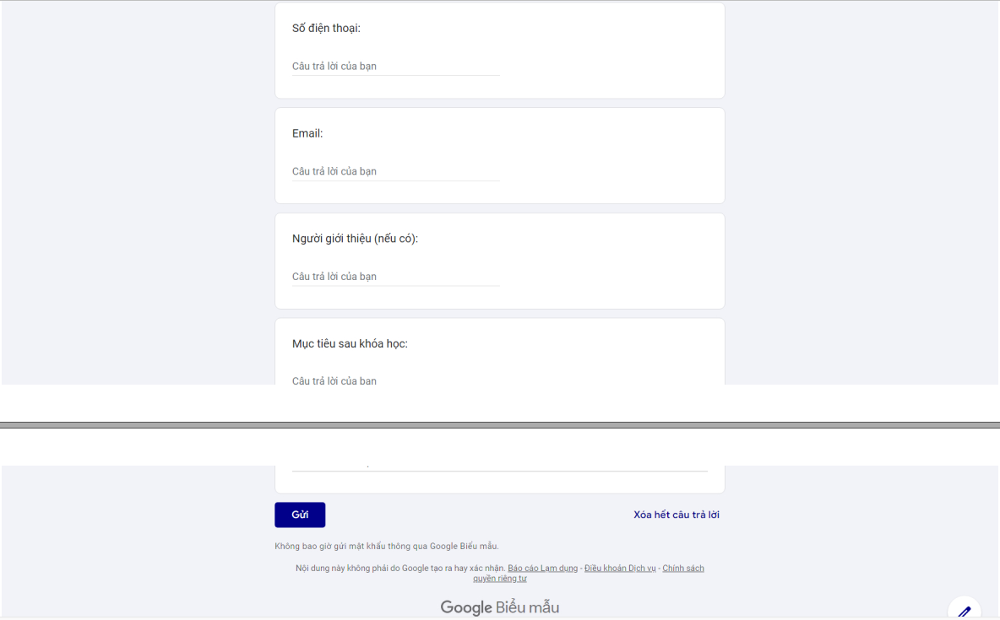 Số điện thoại:
Câu trả lời của bạn
Email:
Câu trả lời của bạn
Người giới thiệu (nếu có):
Câu trả lời của bạn
Mục tiêu sau khóa học:
Câu trả lời của bạn
Gửi
Xóa hết câu trả lời
Không bao giờ gửi mật khẩu thông qua Google Biểu mẫu.
Nội dung này không phải do Google tạo ra hay xác nhận. Báo cáo Lạm dụng - Điều khoản Dịch vụ - Chính sách
quyền riêng tư
Google Biểu mẫu